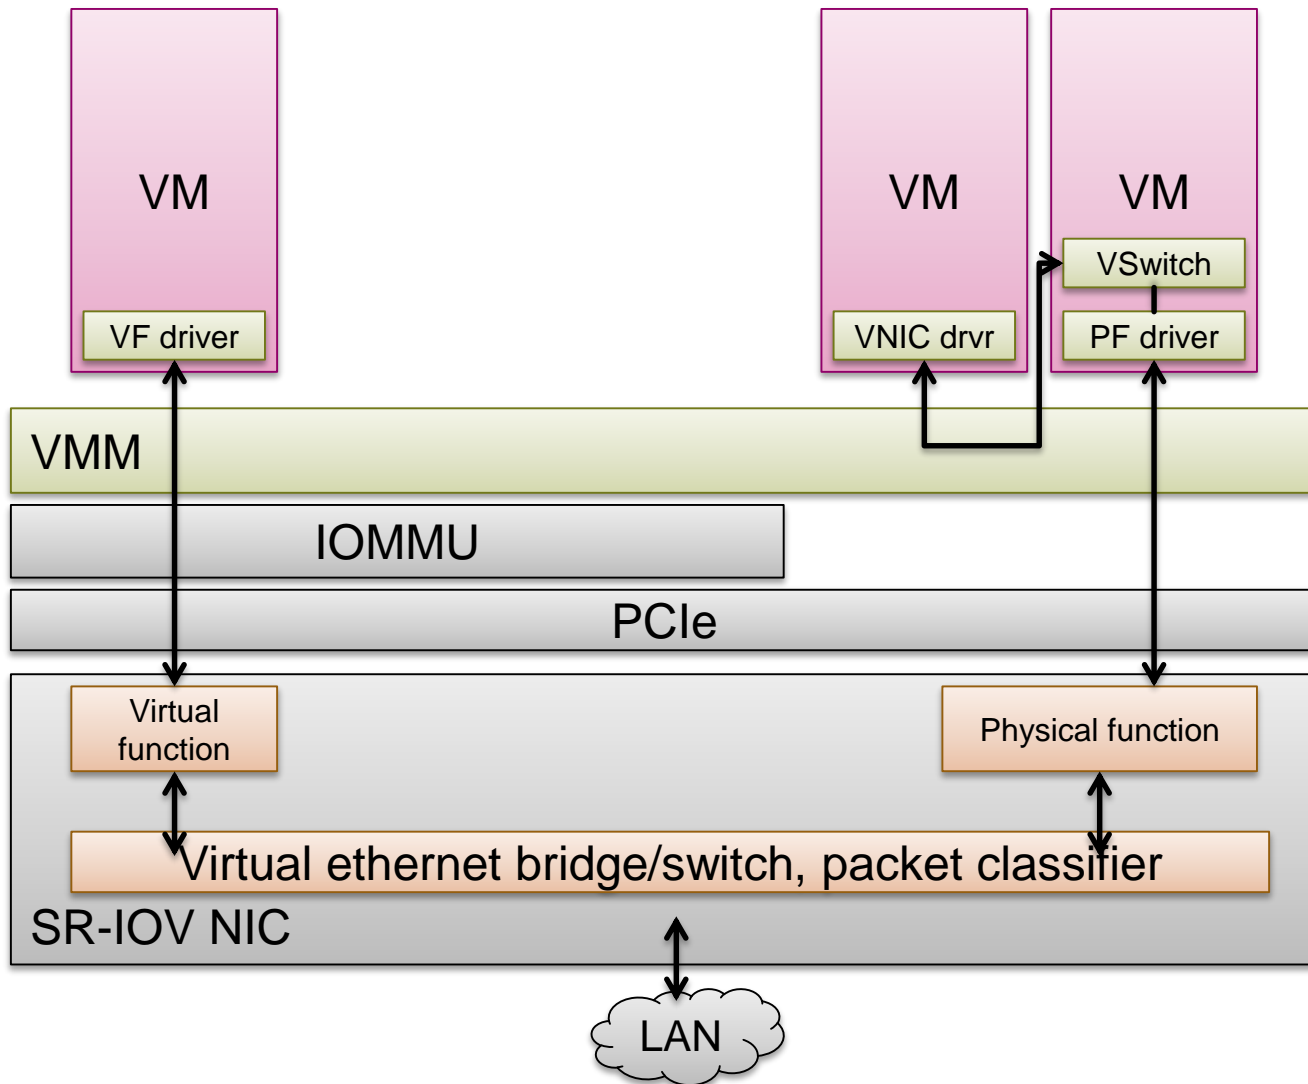 VM
VM
VM
VSwitch
VF driver
VNIC drvr
PF driver
VMM
IOMMU
PCIe
Virtual
function
Physical function
Virtual ethernet bridge/switch, packet classifier
SR-IOV NIC
LAN